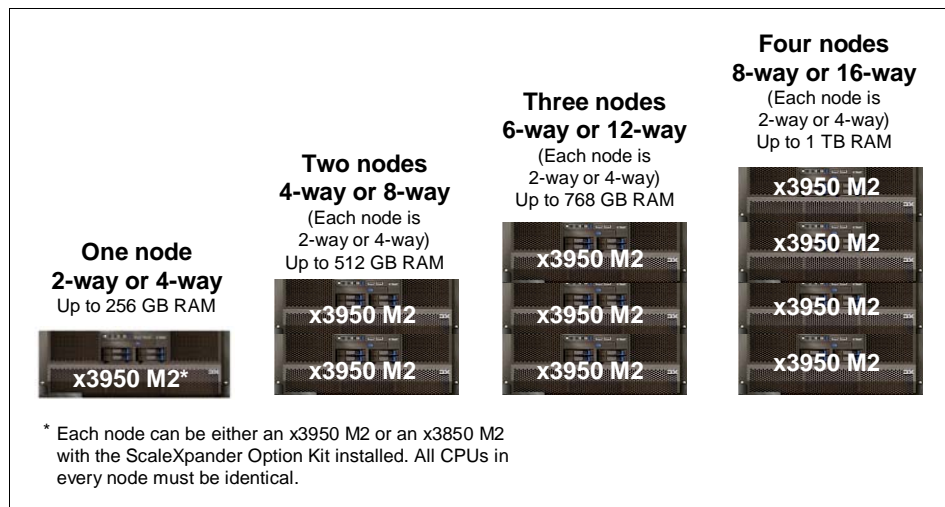 One node
2-way or 4-way
Up to 256 GB RAM
x3950 M2*
Two nodes
4-way or 8-way
(Each node is
2-way or 4-way)
Up to 512 GB RAM
x3950 M2
x3950 M2
Three nodes
6-way or 12-way
(Each node is
2-way or 4-way)
Up to 768 GB RAM
x3950 M2
x3950 M2
x3950 M2
Four nodes
8-way or 16-way
(Each node is
2-way or 4-way)
Up to 1 TB RAM
x3950 M2
x3950 M2
x3950 M2
x3950 M2
* Each node can be either an x3950 M2 or an x3850 M2
with the ScaleXpander Option Kit installed. All CPUs in
every node must be identical.